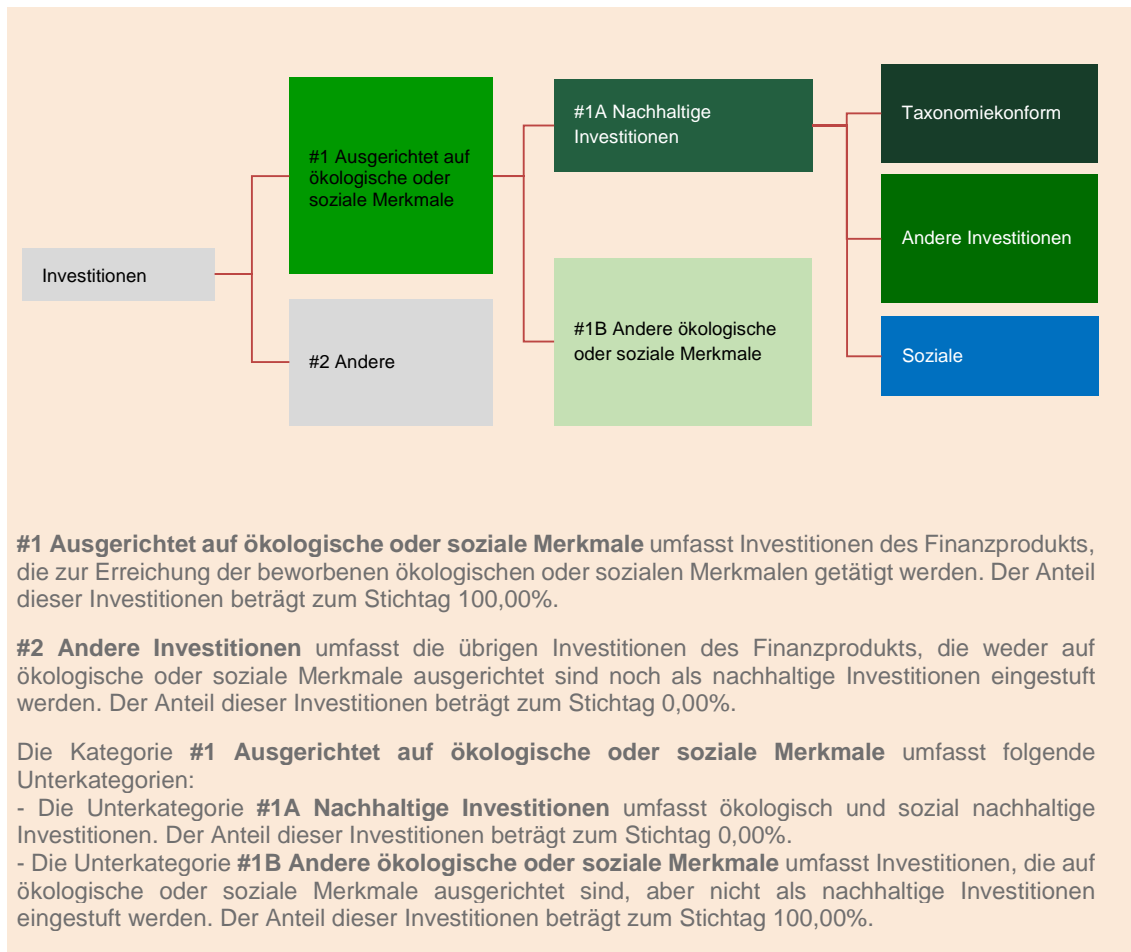 #1 Ausgerichtet auf
ökologische oder
soziale Merkmale
#1A Nachhaltige
Investitionen
Taxonomiekonform
Andere Investitionen
Investitionen
#1B Andere ökologische
oder soziale Merkmale
#2 Andere
Soziale
#1 Ausgerichtet auf ökologische oder soziale Merkmale umfasst Investitionen des Finanzprodukts,
die zur Erreichung der beworbenen ökologischen oder sozialen Merkmalen getätigt werden. Der Anteil
dieser Investitionen beträgt zum Stichtag 100,00%.
#2 Andere Investitionen umfasst die übrigen Investitionen des Finanzprodukts, die weder auf
ökologische oder soziale Merkmale ausgerichtet sind noch als nachhaltige Investitionen eingestuft
werden. Der Anteil dieser Investitionen beträgt zum Stichtag 0,00%.
Die Kategorie #1 Ausgerichtet auf ökologische oder soziale Merkmale umfasst folgende
Unterkategorien:
- Die Unterkategorie #1A Nachhaltige Investitionen umfasst ökologisch und sozial nachhaltige
Investitionen. Der Anteil dieser Investitionen beträgt zum Stichtag 0,00%.
- Die Unterkategorie #1B Andere ökologische oder soziale Merkmale umfasst Investitionen, die auf
ökologische oder soziale Merkmale ausgerichtet sind, aber nicht als nachhaltige Investitionen
eingestuft werden. Der Anteil dieser Investitionen beträgt zum Stichtag 100,00%.